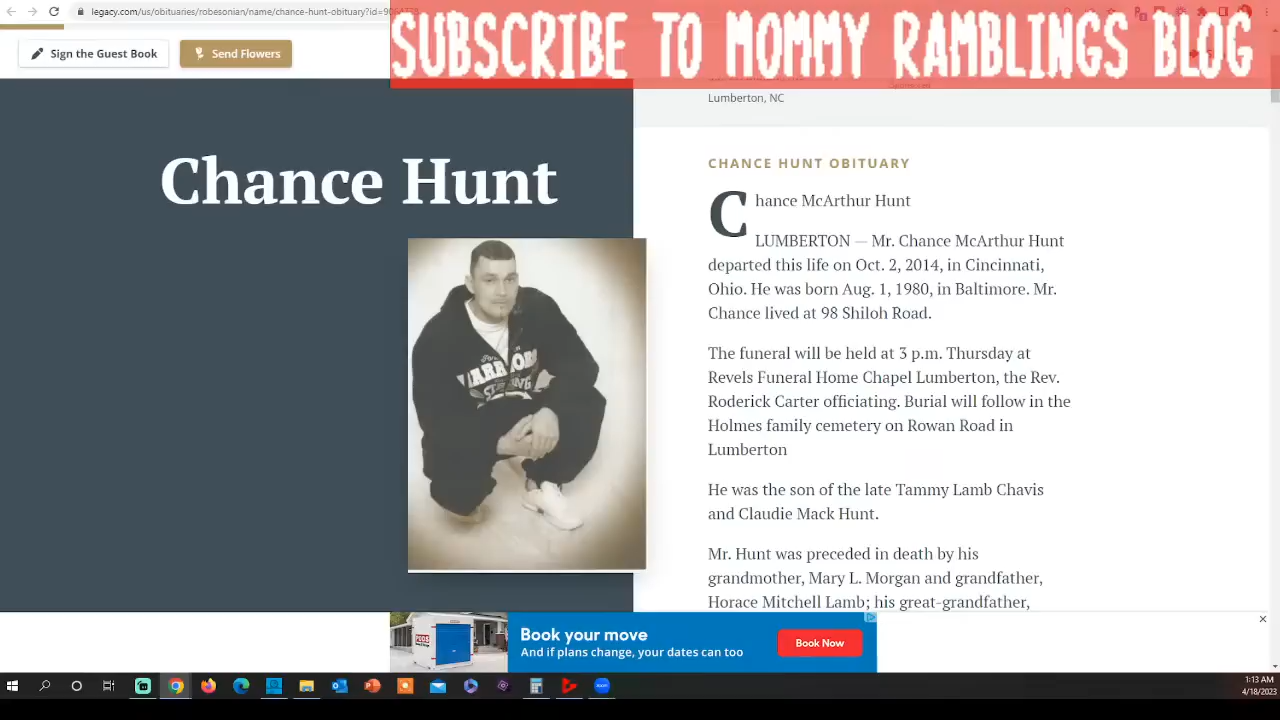 legacy.com/us/obituaries/robesonian/name/chance-hunt-obituary?id=
SUBSCRIBE TO MOMMY RAMBLINGS BLOG
Sign the Guest Book
Send Flowers
Lumberton, NC
Chance Hunt
CHANCE HUNT OBITUARY
Chance McArthur Hunt
LUMBERTON — Mr. Chance McArthur Hunt
departed this life on Oct. 2, 2014, in Cincinnati,
Ohio. He was born Aug. 1, 1980, in Baltimore. Mr.
Chance lived at 98 Shiloh Road.
The funeral will be held at 3 p.m. Thursday at
Revels Funeral Home Chapel Lumberton, the Rev.
Roderick Carter officiating. Burial will follow in the
Holmes family cemetery on Rowan Road in
Lumberton
He was the son of the late Tammy Lamb Chavis
and Claudie Mack Hunt.
Mr. Hunt was preceded in death by his
grandmother, Mary L. Morgan and grandfather,
Horace Mitchell Lamb; his great-grandfather,
PODS
Book your move
And if plans change, your dates can too
Book Now
zoom
1:13 AM
4/18/2023